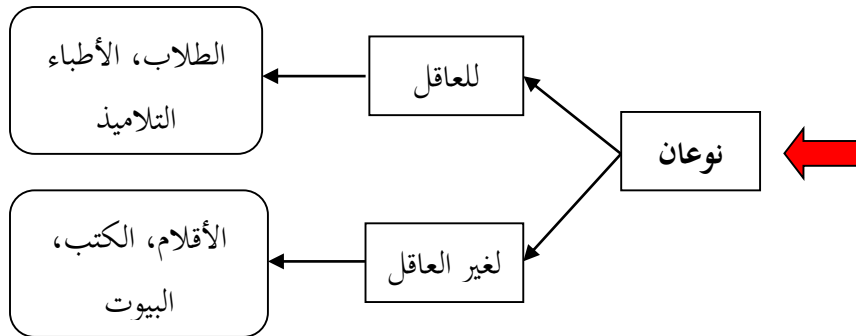 نوعان
للعاقل
الطلاب، الأطباء
التلاميذ
لغير العاقل
الأقلام، الكتب،
البيوت